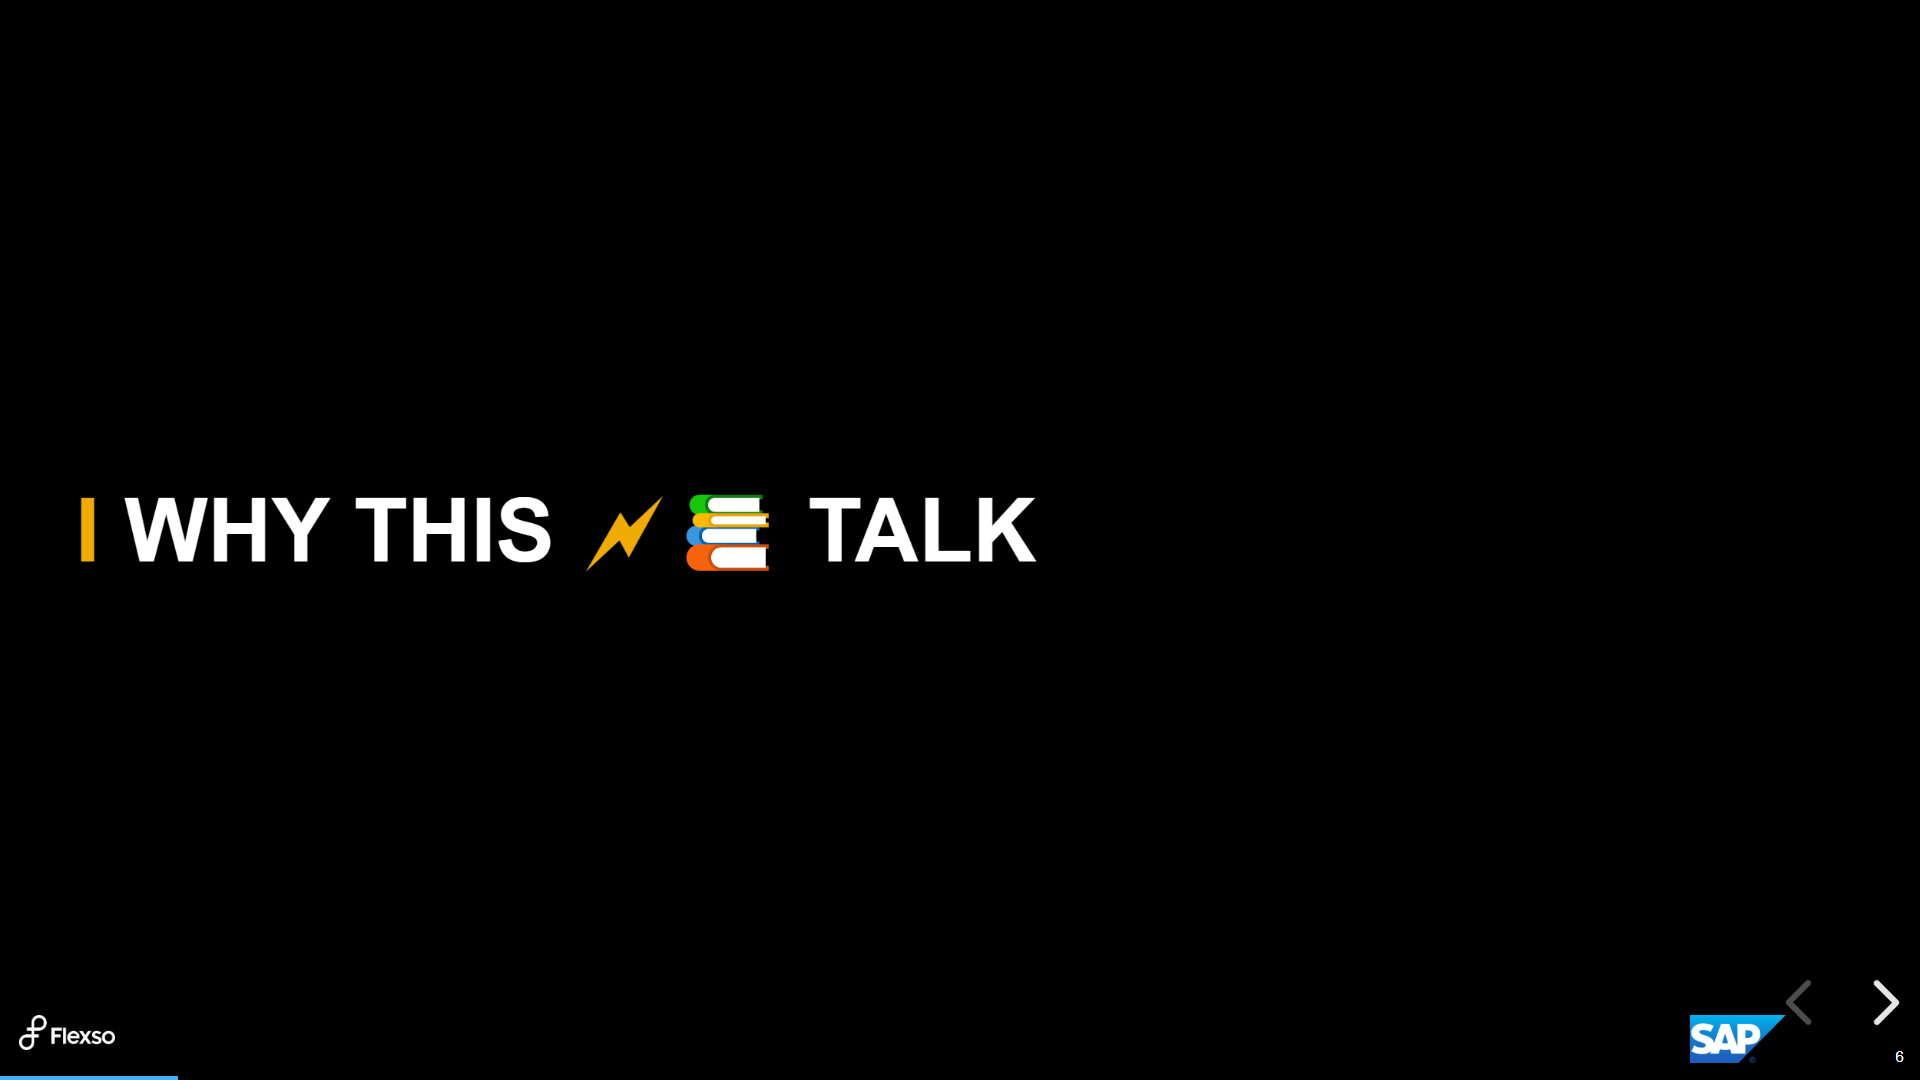 I WHY THIS ⚡📚 TALK
Flexso
SAP
6